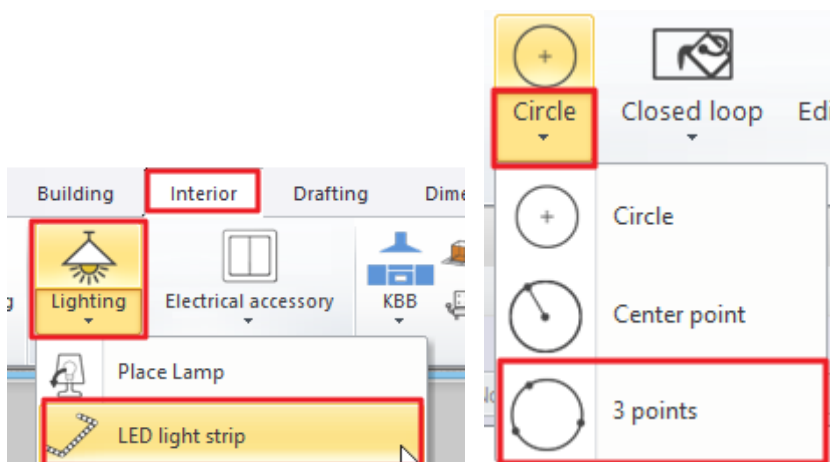 Building Interior Drafting Dime
Lighting Electrical accessory KBB
Place Lamp
LED light strip
Circle Closed loop Edi
Circle
Center point
3 points